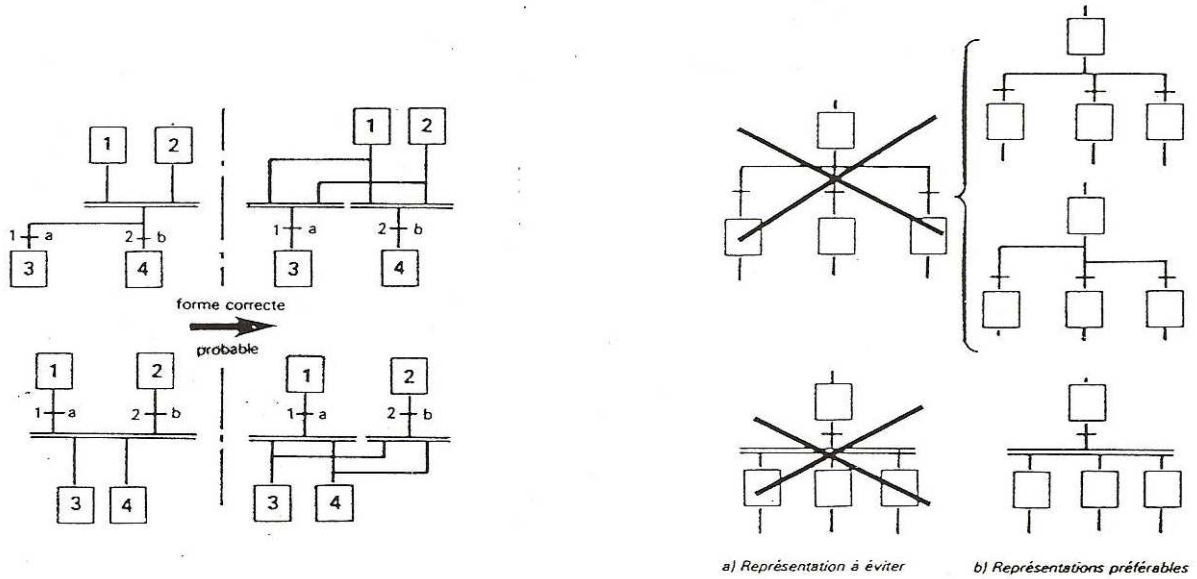 1 2
1 2
1 a 2 b
1 a 2 b
3 4
3 4
forme correcte
probable
1 2
1 2
1 a 2 b
1 a 2 b
3 4
3 4
a) Représentation à éviter
b) Représentations préférables